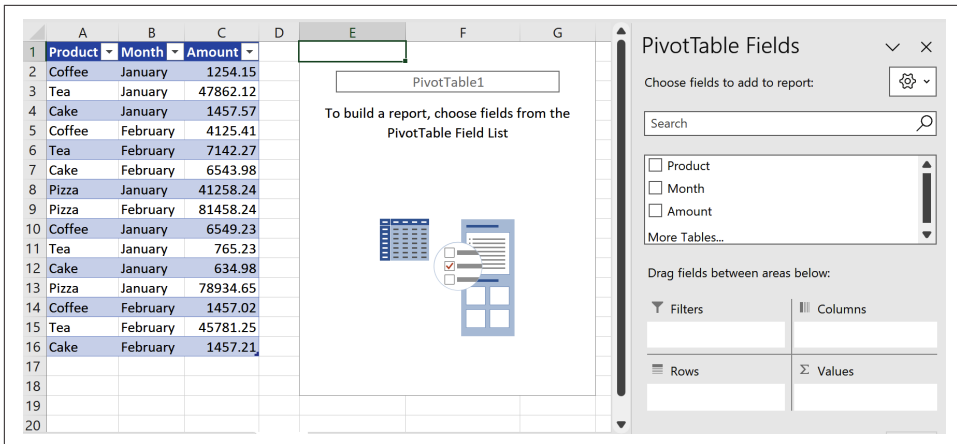 A B C D E F G
1 Product Month Amount
2 Coffee January 1254.15
3 Tea January 47862.12
4 Cake January 1457.57
5 Coffee February 4125.41
6 Tea February 7142.27
7 Cake February 6543.98
8 Pizza January 41258.24
9 Pizza February 81458.24
10 Coffee January 6549.23
11 Tea January 765.23
12 Cake January 634.98
13 Pizza January 78934.65
14 Coffee February 1457.02
15 Tea February 45781.25
16 Cake February 1457.21
17
18
19
20
PivotTable1
To build a report, choose fields from the
PivotTable Field List
PivotTable Fields
Choose fields to add to report:
Search
Product
Month
Amount
More Tables...
Drag fields between areas below:
Filters
Columns
Rows
Σ Values